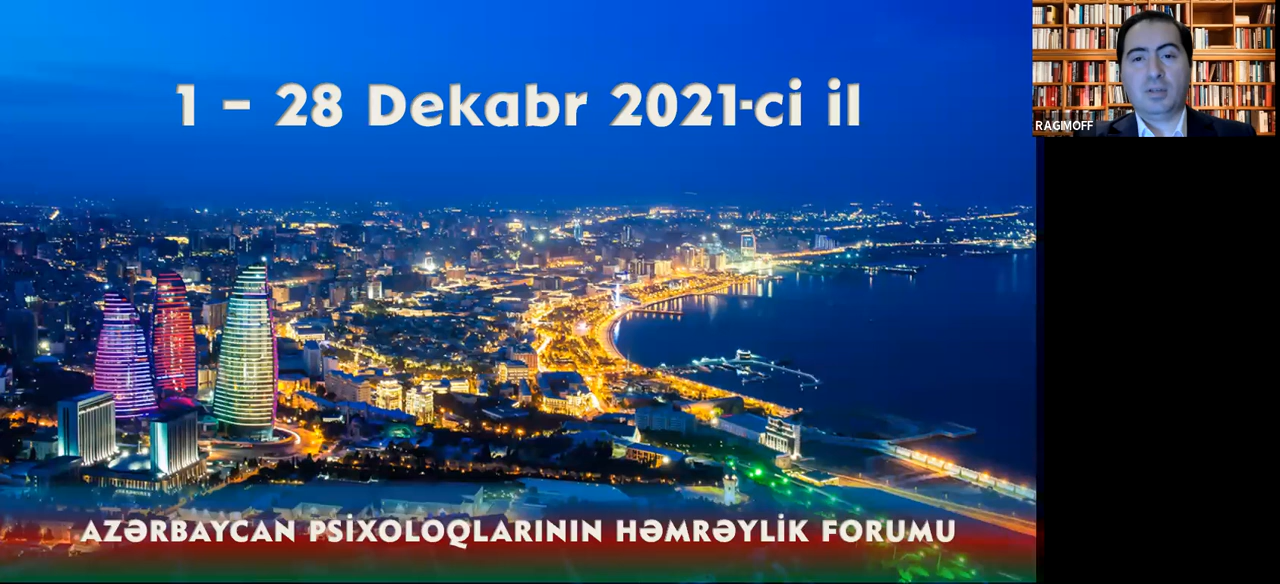 1 – 28 Dekabr 2021-ci il
RAGIMOFF
AZƏRBAYCAN PSİXOLOQLARININ HƏMRƏYLİK FORUMU